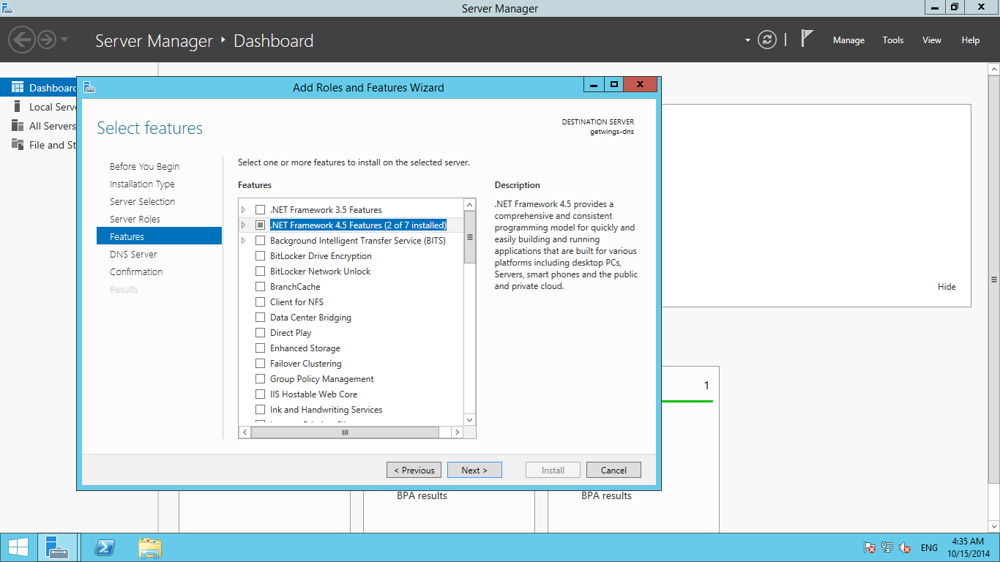 Server Manager
Server Manager ‣ Dashboard
Manage Tools View Help
Dashboard
Local Serve
All Servers
File and St
Add Roles and Features Wizard
Select features
DESTINATION SERVER
getwings-dns
Before You Begin
Installation Type
Server Selection
Server Roles
Features
DNS Server
Confirmation
Results
Select one or more features to install on the selected server.
Features
.NET Framework 3.5 Features
.NET Framework 4.5 Features (2 of 7 installed)
Background Intelligent Transfer Service (BITS)
BitLocker Drive Encryption
BitLocker Network Unlock
BranchCache
Client for NFS
Data Center Bridging
Direct Play
Enhanced Storage
Failover Clustering
Group Policy Management
IIS Hostable Web Core
Ink and Handwriting Services
Description
.NET Framework 4.5 provides a
comprehensive and consistent
programming model for quickly and
easily building and running
applications that are built for various
platforms including desktop PCs,
Servers, smart phones and the public
and private cloud.
< Previous
Next >
Install
Cancel
Hide
1
BPA results
BPA results
ENG
4:35 AM
10/15/2014